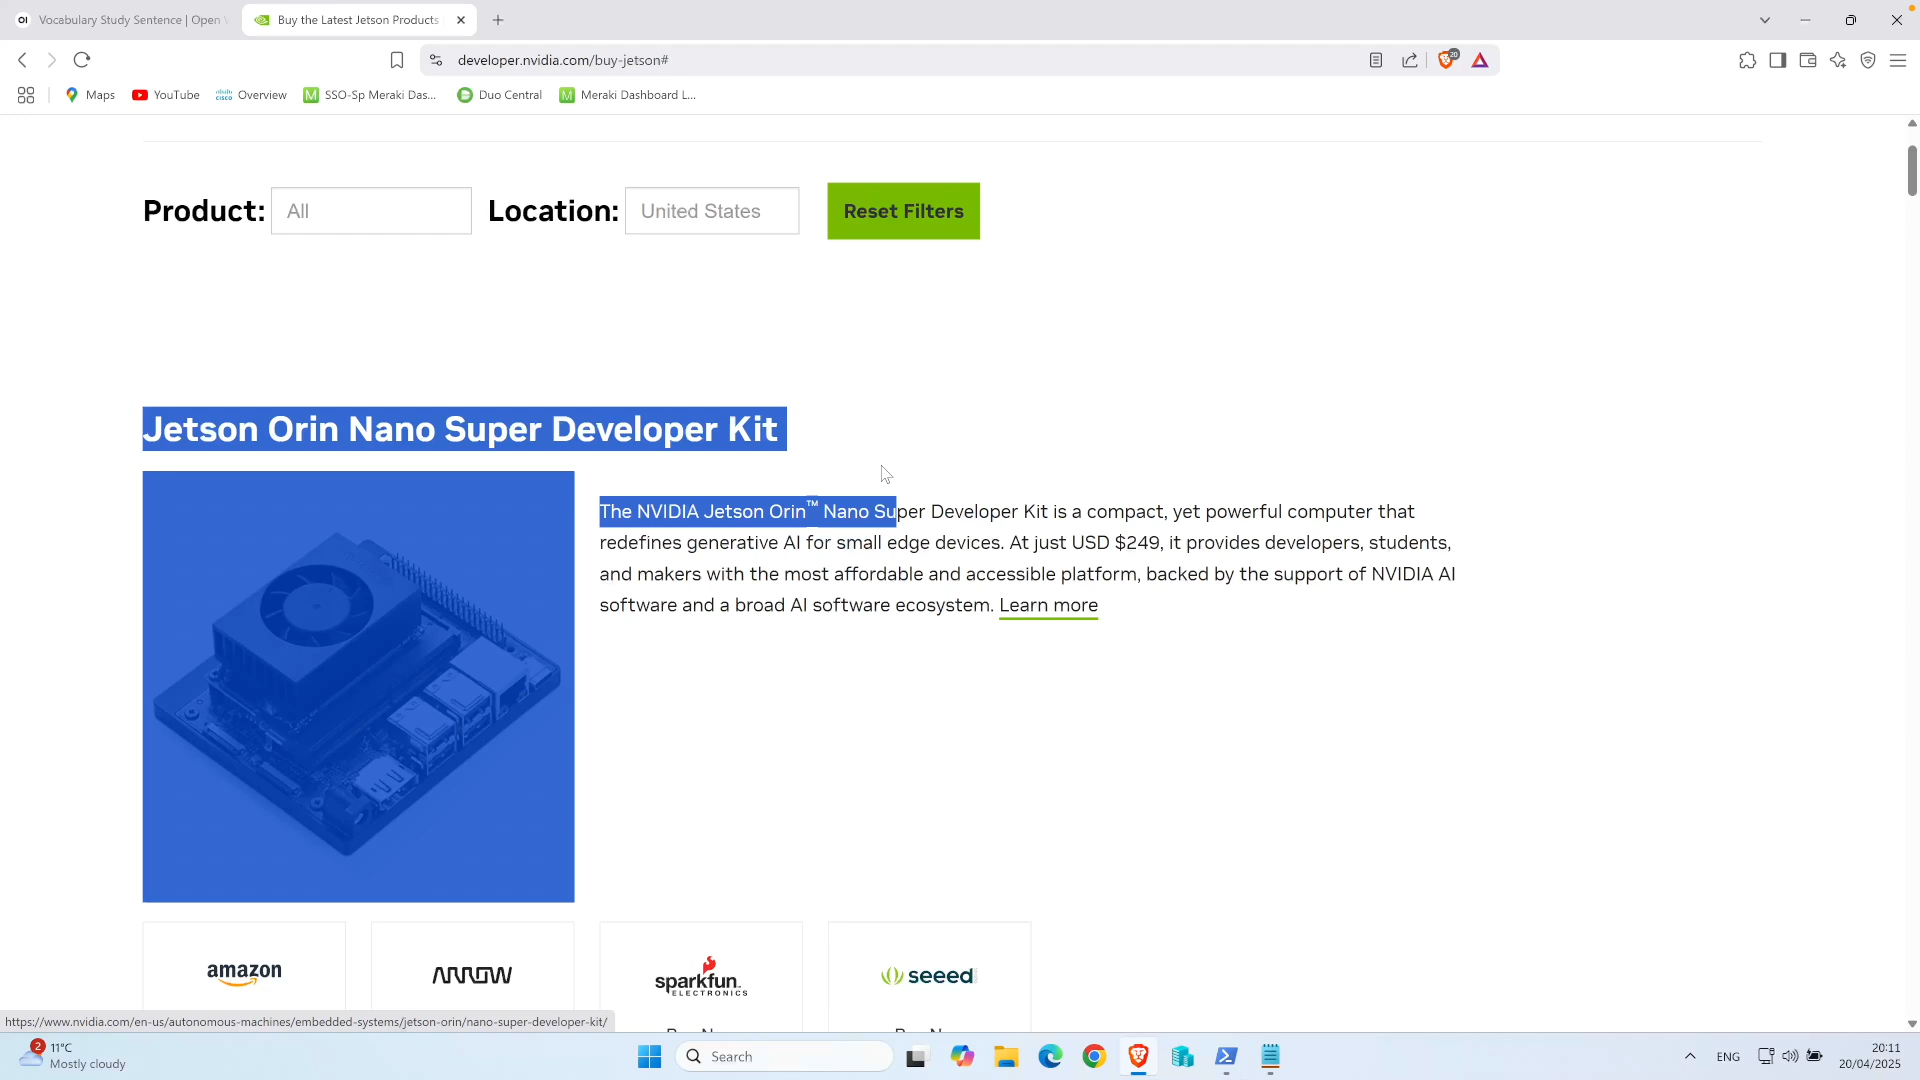 Vocabulary Study Sentence | Open
Buy the Latest Jetson Products
developer.nvidia.com/buy-jetson#
20
Maps
YouTube
Overview
SSO-Sp Meraki Das...
Duo Central
Meraki Dashboard L...
Product:
All
Location:
United States
Reset Filters
Jetson Orin Nano Super Developer Kit
The NVIDIA Jetson Orin™ Nano Super Developer Kit is a compact, yet powerful computer that
redefines generative AI for small edge devices. At just USD $249, it provides developers, students,
and makers with the most affordable and accessible platform, backed by the support of NVIDIA AI
software and a broad AI software ecosystem. Learn more
amazon
ARROW
sparkfun
ELECTRONICS
seeed
https://www.nvidia.com/en-us/autonomous-machines/embedded-systems/jetson-orin/nano-super-developer-kit/
2
11°C
Mostly cloudy
Search
ENG
20:11
20/04/2025